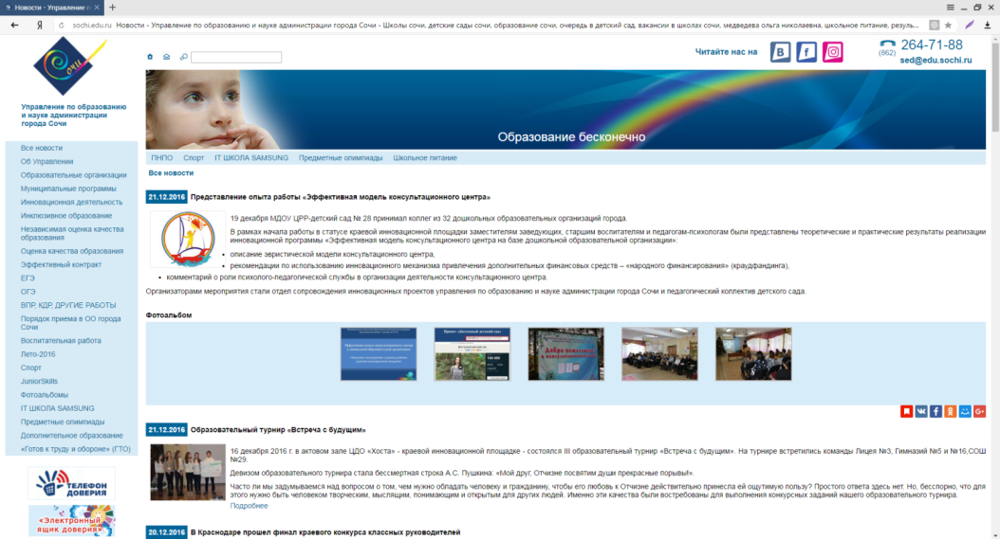 Новости - Управление
sochi.edu.ru Новости - Управление по образованию и науке администрации города Сочи - Школы сочи, детские сады сочи, образование сочи, очередь в детский сад, вакансии в школах сочи, медведева ольга николаевна, школьное питание, резуль...
Сочи
Управление по образованию
и науке администрации
города Сочи
Читайте нас на
(862) 264-71-88
sed@edu.sochi.ru
Образование бесконечно
ПНПО Спорт IT ШКОЛА SAMSUNG Предметные олимпиады Школьное питание
Все новости
Об Управлении
Образовательные организации
Муниципальные программы
Инновационная деятельность
Инклюзивное образование
Независимая оценка качества
образования
Оценка качества образования
Эффективный контракт
ЕГЭ
ОГЭ
ВПР, КДР, ДРУГИЕ РАБОТЫ
Порядок приема в ОО города
Сочи
Воспитательная работа
Лето-2016
Спорт
JuniorSkills
Фотоальбомы
IT ШКОЛА SAMSUNG
Предметные олимпиады
Дополнительное образование
«Готов к труду и обороне» (ГТО)
ТЕЛЕФОН
ДОВЕРИЯ
«Электронный
ящик доверия»
Все новости
21.12.2016 Представление опыта работы «Эффективная модель консультационного центра»
19 декабря МДОУ ЦРР-детский сад № 28 принимал коллег из 32 дошкольных образовательных организаций города.
В рамках начала работы в статусе краевой инновационной площадки заместителям заведующих, старшим воспитателям и педагогам-психологам были представлены теоретические и практические результаты реализации
инновационной программы «Эффективная модель консультационного центра на базе дошкольной образовательной организации»:
• описание эвристической модели консультационного центра,
• рекомендации по использованию инновационного механизма привлечения дополнительных финансовых средств – «народного финансирования» (краудфандинга),
• комментарий о роли психолого-педагогической службы в организации деятельности консультационного центра.
Организаторами мероприятия стали отдел сопровождения инновационных проектов управления по образованию и науке администрации города Сочи и педагогический коллектив детского сада.
Фотоальбом
21.12.2016 Образовательный турнир «Встреча с будущим»
16 декабря 2016 г. в актовом зале ЦДО «Хоста» - краевой инновационной площадке - состоялся III образовательный турнир «Встреча с будущим». На турнире встретились команды Лицея №3, Гимназий №5 и №16,СОШ
№29.
Девизом образовательного турнира стала бессмертная строка А.С. Пушкина: «Мой друг, Отчизне посвятим души прекрасные порывы!».
Часто ли мы задумываемся над вопросом о том, чем нужно обладать человеку и гражданину, чтобы его любовь к Отчизне действительно принесла ей ощутимую пользу? Простого ответа здесь нет. Но, бесспорно, что для
этого нужно быть человеком творческим, мыслящим, понимающим и открытым для других людей. Именно эти качества были востребованы для выполнения конкурсных заданий нашего образовательного турнира.
Подробнее
20.12.2016 В Краснодаре прошел финал краевого конкурса классных руководителей